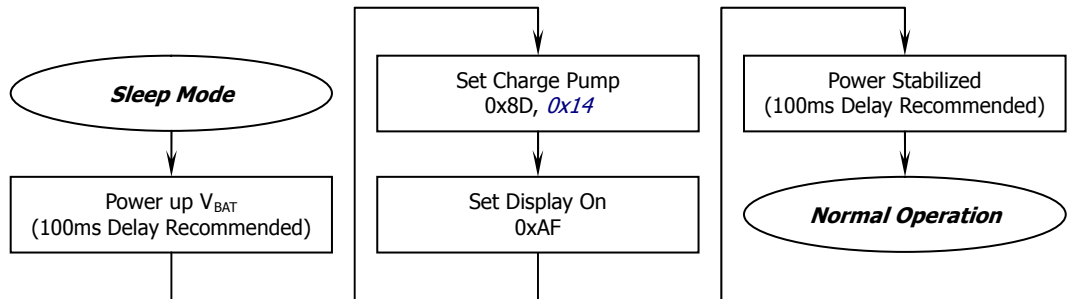 Sleep Mode
Power up VBAT
(100ms Delay Recommended)
Set Charge Pump
0x8D, 0x14
Set Display On
0xAF
Power Stabilized
(100ms Delay Recommended)
Normal Operation